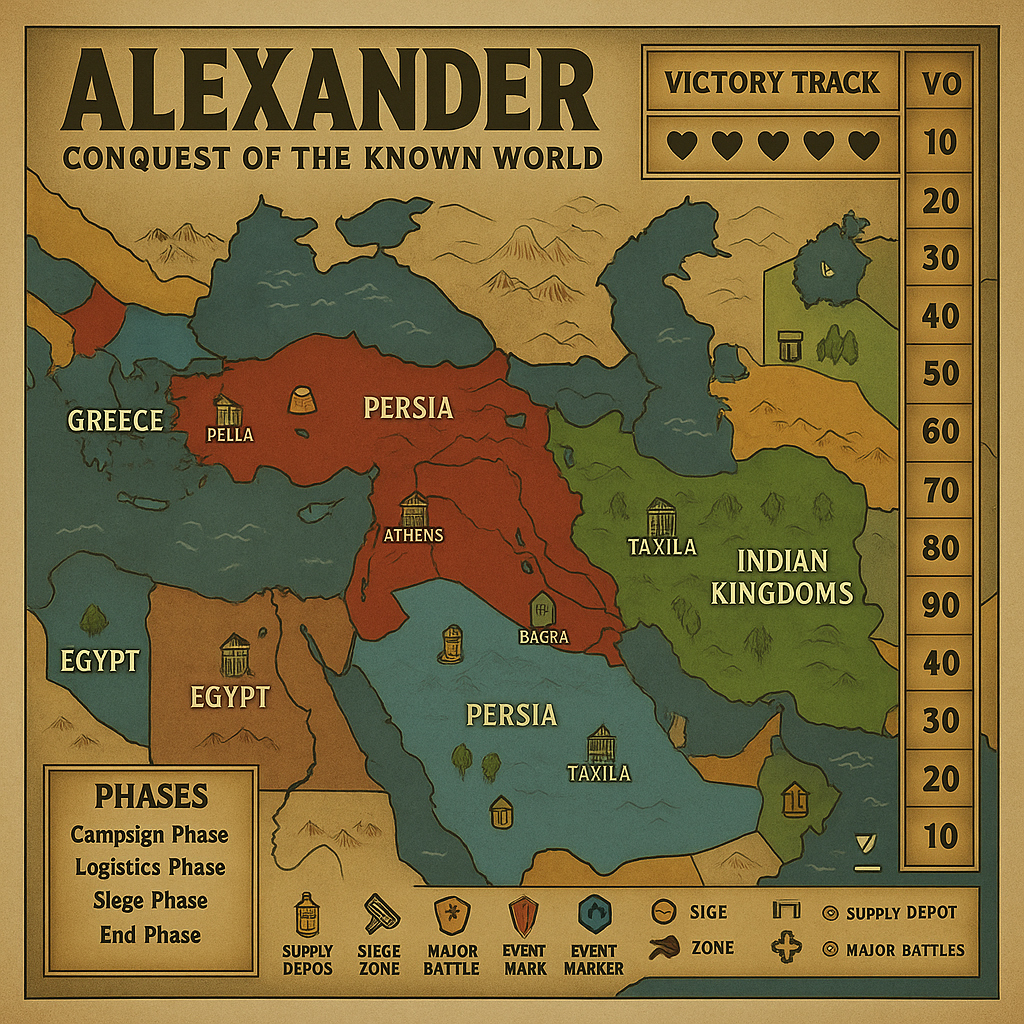 ALEXANDER
CONQUEST OF THE KNOWN WORLD
VICTORY TRACK
VO
10
20
30
40
50
60
70
80
90
40
30
20
10
GREECE
PELLA
PERSIA
ATHENS
TAXILA
INDIAN
KINGDOMS
BAGRA
EGYPT
EGYPT
PERSIA
TAXILA
PHASES
Campsign Phase
Logistics Phase
Slege Phase
End Phase
SUPPLY
DEPOS
SIEGE
ZONE
MAJOR
BATTLE
EVENT
MARK
EVENT
MARKER
SIGE
ZONE
SUPPLY DEPOT
MAJOR BATTLES